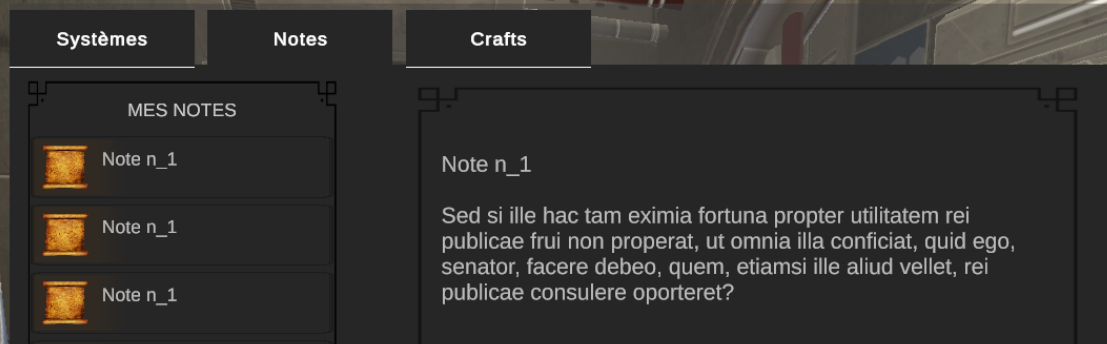 Systèmes
Notes
Crafts
MES NOTES
Note n_1
Note n_1
Note n_1
Note n_1
Sed si ille hac tam eximia fortuna propter utilitatem rei
publicae frui non properat, ut omnia illa conficiat, quid ego,
senator, facere debeo, quem, etiamsi ille aliud vellet, rei
publicae consulere oporteret?